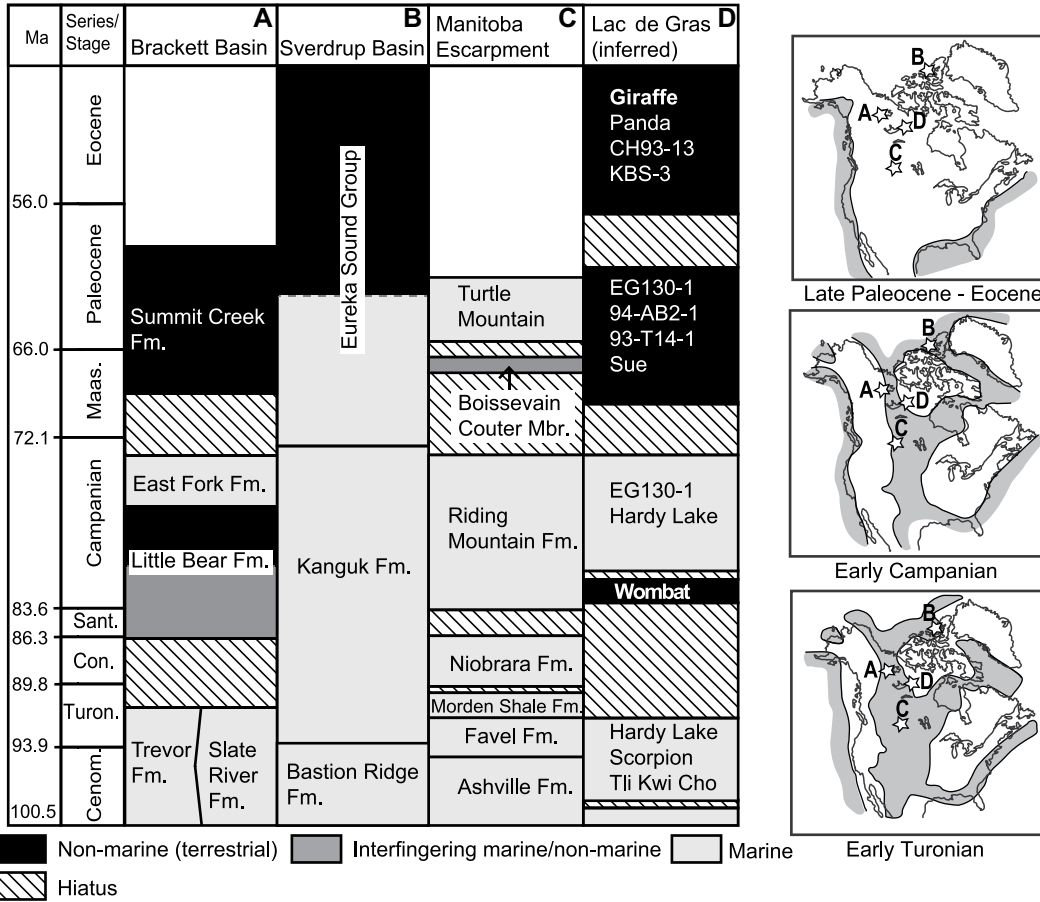 Ma
Series/
Stage
A
Brackett Basin
B
Sverdrup Basin
C
Manitoba
Escarpment
D
Lac de Gras
(inferred)
56.0
66.0
72.1
83.6
86.3
89.8
93.9
100.5
Eocene
Paleocene
Maas.
Campanian
Sant.
Con.
Turon.
Cenom.
Summit Creek
Fm.
East Fork Fm.
Little Bear Fm.
Trevor
Fm.
Slate
River
Fm.
Eureka Sound Group
Kanguk Fm.
Bastion Ridge
Fm.
Turtle
Mountain
Boissevain
Couter Mbr.
Riding
Mountain Fm.
Niobrara Fm.
Morden Shale Fm.
Favel Fm.
Ashville Fm.
Giraffe
Panda
CH93-13
KBS-3
EG130-1
94-AB2-1
93-T14-1
Sue
EG130-1
Hardy Lake
Wombat
Hardy Lake
Scorpion
Tli Kwi Cho
Non-marine (terrestrial)
Interfingering marine/non-marine
Marine
Hiatus
B
A
D
C
Late Paleocene - Eocene
B
A
D
C
Early Campanian
B
A
D
C
Early Turonian